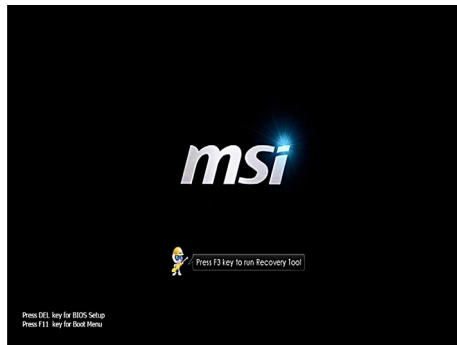 msi
Press F3 key to run Recovery Tool
Press DEL key for BIOS Setup
Press F11 key for Boot Menu